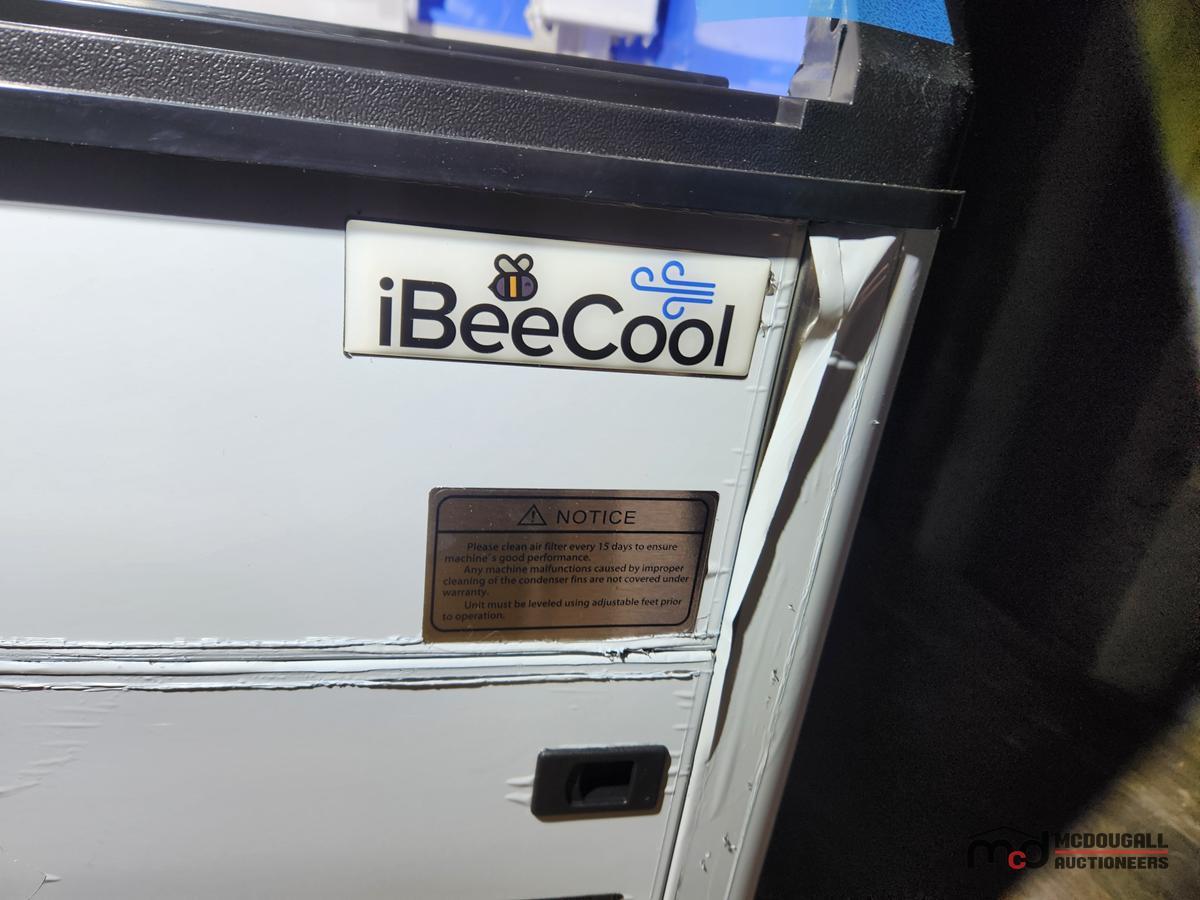 iBeeCool
NOTICE
Please clean air filter every 15 days to ensure
machine's good performance.
Any machine malfunctions caused by improper
cleaning of the condenser fins are not covered under
warranty.
Unit must be leveled using adjustable feet prior
to operation.
mcd MCDOUGALL
AUCTIONEERS